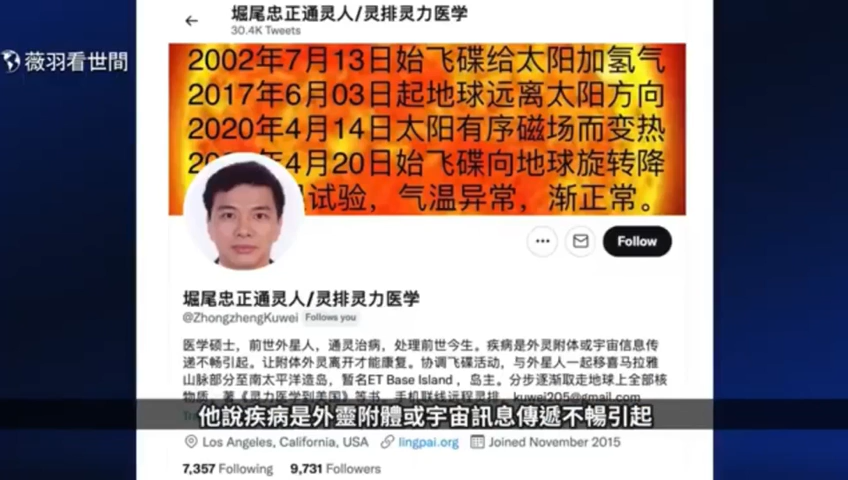 堀尾忠正通灵人/灵排灵力医学
30.4K Tweets
薇羽看世間
2002年7月13日始飞碟给太阳加氢气
2017年6月03日起地球远离太阳方向
2020年4月14日太阳有序磁场而变热
年4月20日始飞碟向地球旋转降
试验，气温异常，渐正常。
Follow
堀尾忠正通灵人/灵排灵力医学
@ZhongzhengKuwei Follows you
医学硕士，前世外星人，通灵治病，处理前世今生。疾病是外灵附体或宇宙信息传
递不畅引起。让附体外灵离开才能康复。协调飞碟活动，与外星人一起移喜马拉雅
山脉部分至南太平洋造岛，暂名ET Base Island，岛主。分步逐渐取走地球上全部核
物质。著《灵力医学到美国》等书。手机联线远程灵排。kuwei205@gmail.com
他說疾病是外靈附體或宇宙訊息傳遞不暢引起
Los Angeles, California, USA lingpai.org Joined November 2015
7,357 Following 9,731 Followers